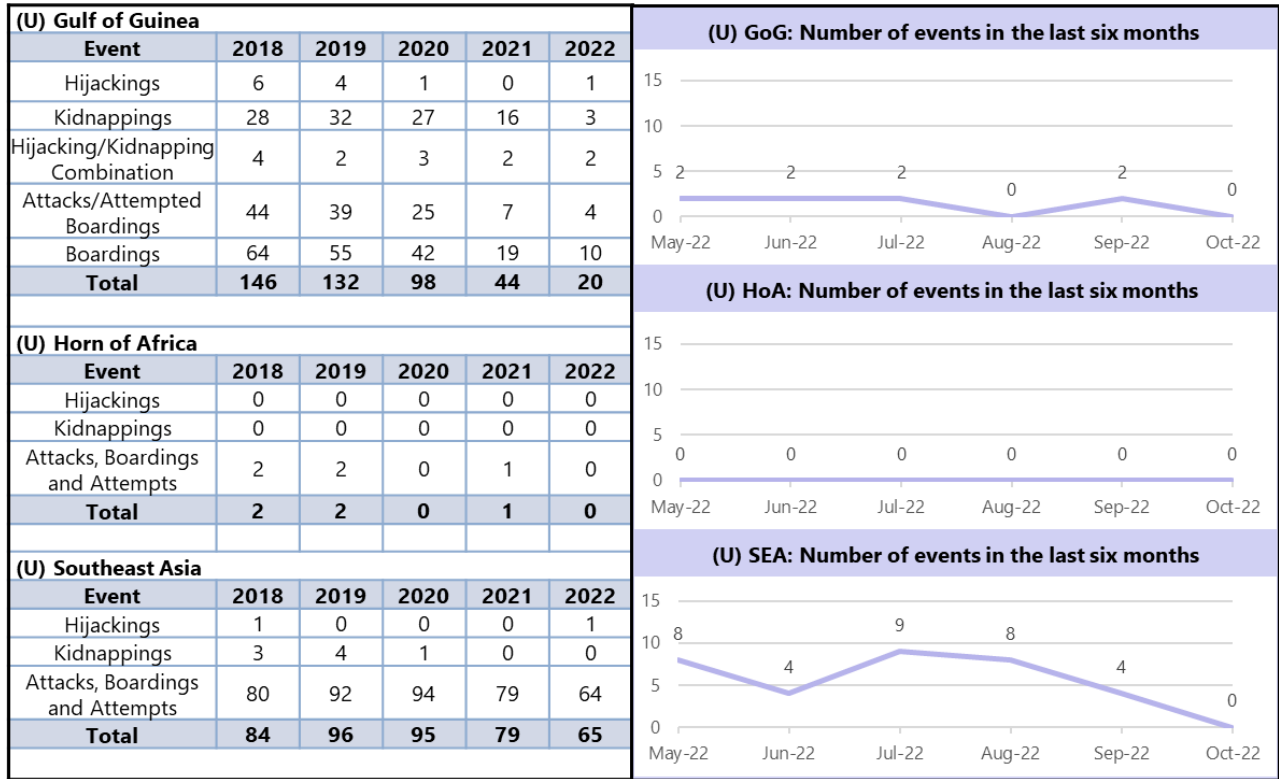 (U) Gulf of Guinea
Event 2018 2019 2020 2021 2022
Hijackings 6 4 1 0 1
Kidnappings 28 32 27 16 3
Hijacking/Kidnapping
Combination 4 2 3 2 2
Attacks/Attempted
Boardings 44 39 25 7 4
Boardings 64 55 42 19 10
Total 146 132 98 44 20
(U) Horn of Africa
Event 2018 2019 2020 2021 2022
Hijackings 0 0 0 0 0
Kidnappings 0 0 0 0 0
Attacks, Boardings
and Attempts 2 2 0 1 0
Total 2 2 0 1 0
(U) Southeast Asia
Event 2018 2019 2020 2021 2022
Hijackings 1 0 0 0 1
Kidnappings 3 4 1 0 0
Attacks, Boardings
and Attempts 80 92 94 79 64
Total 84 96 95 79 65
(U) GoG: Number of events in the last six months
15
10
5
0
2 2 2 0 2 0
May-22 Jun-22 Jul-22 Aug-22 Sep-22 Oct-22
(U) HoA: Number of events in the last six months
15
10
5
0
0 0 0 0 0 0
May-22 Jun-22 Jul-22 Aug-22 Sep-22 Oct-22
(U) SEA: Number of events in the last six months
15
10
5
0
8 4 9 8 4 0
May-22 Jun-22 Jul-22 Aug-22 Sep-22 Oct-22